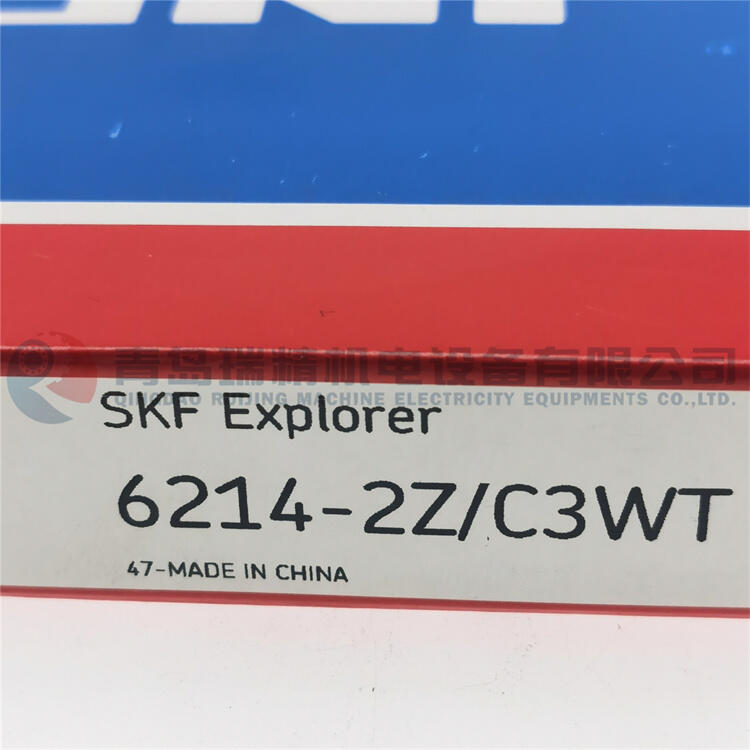 青岛瑞精机电设备有限公司
QINGDAO RUIJING MACHINE ELECTRICITY EQUIPMENTS CO.,LTD.
SKF Explorer
6214-2Z/C3WT
47-MADE IN CHINA